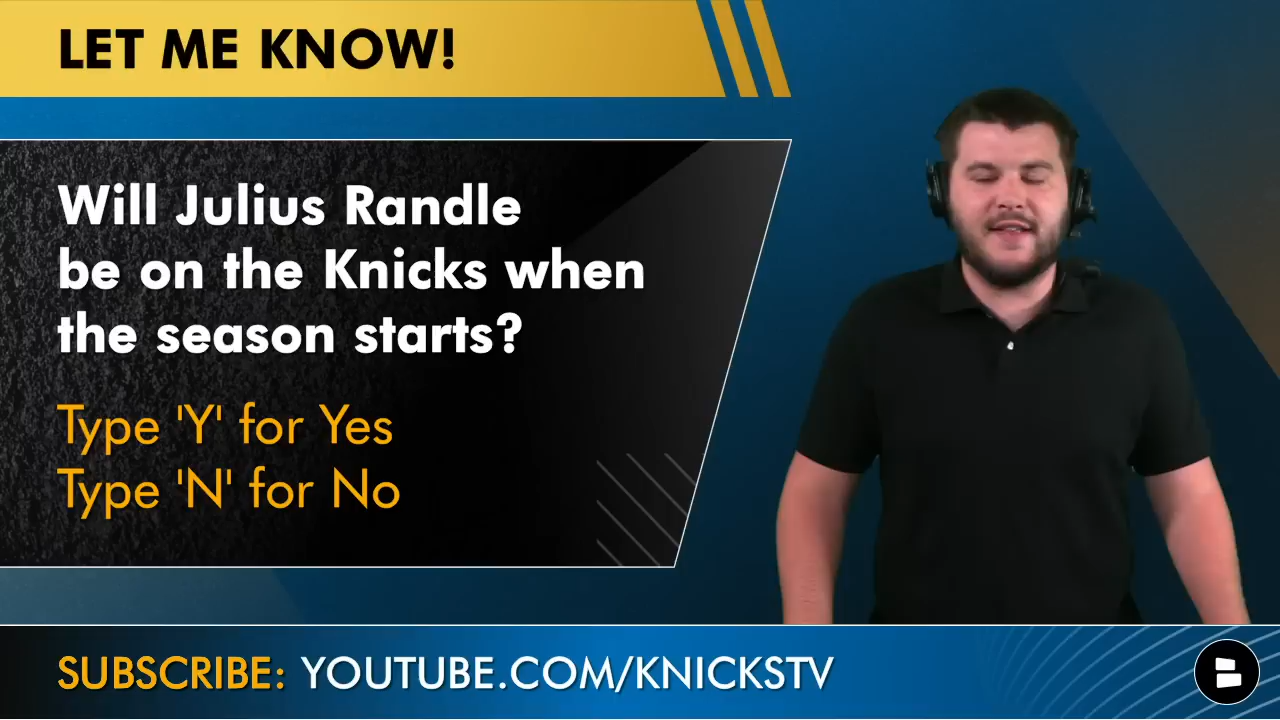 LET ME KNOW!
Will Julius Randle
be on the Knicks when
the season starts?
Type 'Y' for Yes
Type 'N' for No
SUBSCRIBE: YOUTUBE.COM/KNICKSTV